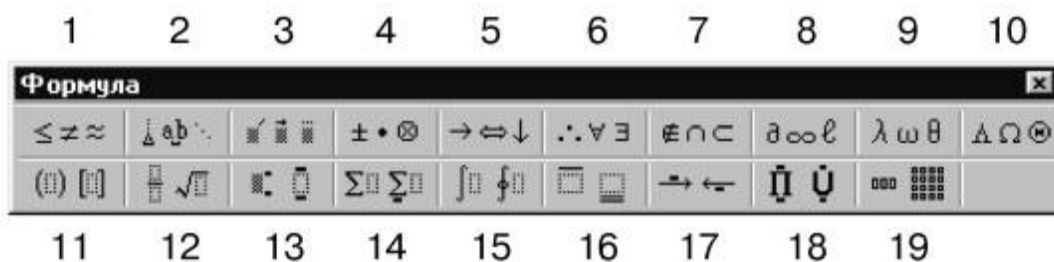 1 2 3 4 5 6 7 8 9 10
Формула
≤ ≠ ≈ ab ⋱ ± • ⊗ → ⇔ ↓ ∴ ∀ ∃ ∉ ∩ ⊂ ∂ ∞ ℓ λ ω θ Λ Ω Θ
(▯) [▯] √▯ Σ▯ Σ▯ ∫▯ ∮▯ → ← Π̣ Ụ
11 12 13 14 15 16 17 18 19